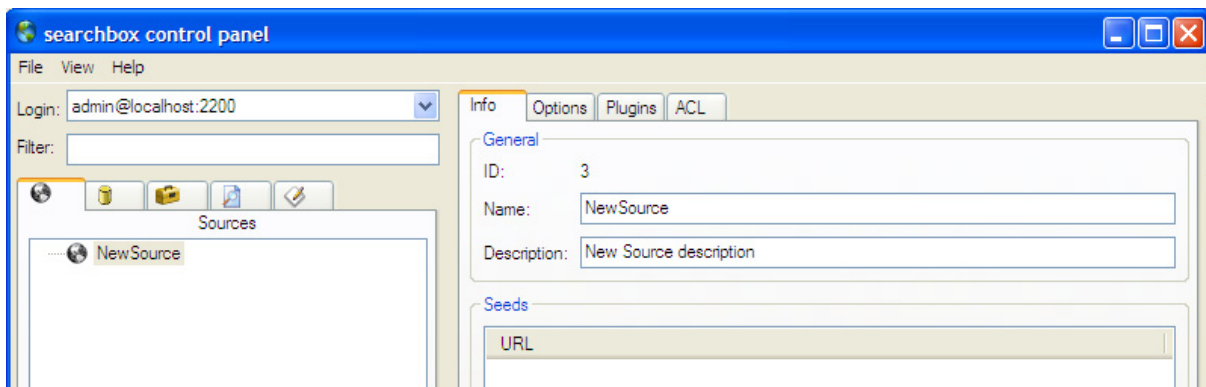 searchbox control panel
File View Help
Login: admin@localhost:2200
Filter:
Sources
NewSource
Info Options Plugins ACL
General
ID: 3
Name: NewSource
Description: New Source description
Seeds
URL